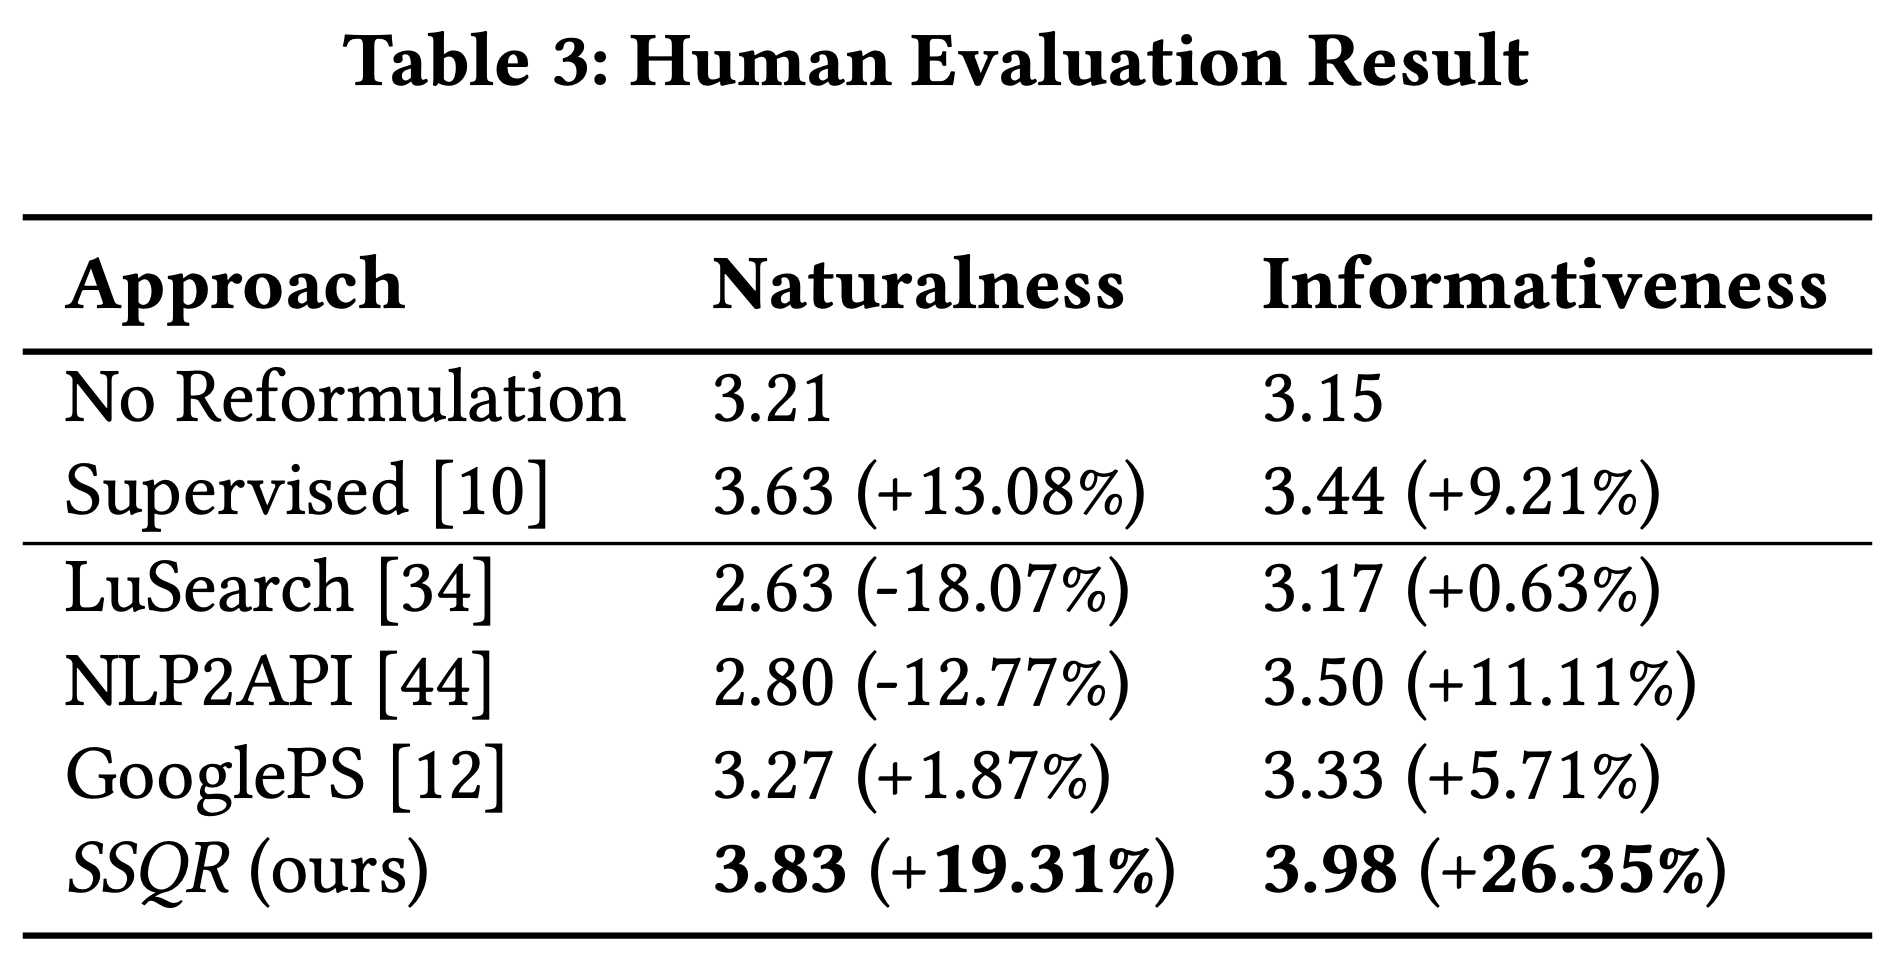 Table 3: Human Evaluation Result
Approach Naturalness Informativeness
No Reformulation 3.21 3.15
Supervised [10] 3.63 (+13.08%) 3.44 (+9.21%)
LuSearch [34] 2.63 (-18.07%) 3.17 (+0.63%)
NLP2API [44] 2.80 (-12.77%) 3.50 (+11.11%)
GooglePS [12] 3.27 (+1.87%) 3.33 (+5.71%)
SSQR (ours) 3.83 (+19.31%) 3.98 (+26.35%)